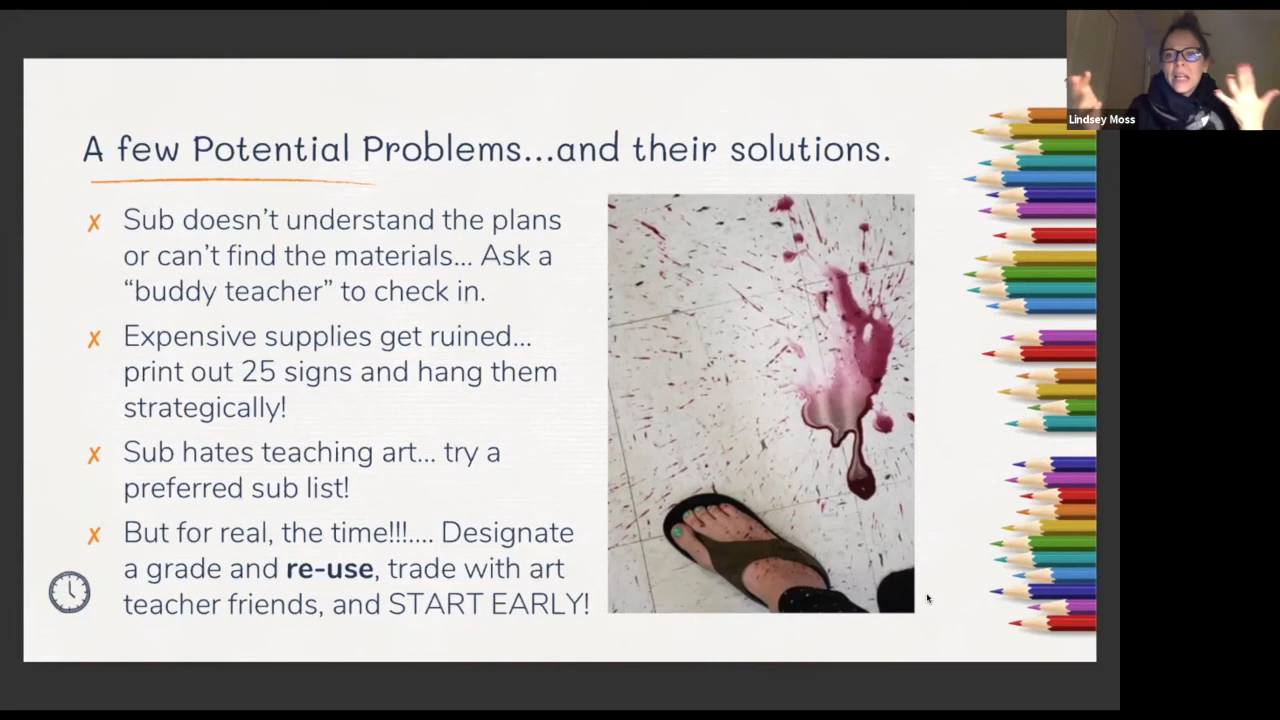 Lindsey Moss
A few Potential Problems...and their solutions.
✗ Sub doesn’t understand the plans
or can’t find the materials... Ask a
“buddy teacher” to check in.
✗ Expensive supplies get ruined...
print out 25 signs and hang them
strategically!
✗ Sub hates teaching art... try a
preferred sub list!
✗ But for real, the time!!!.... Designate
a grade and re-use, trade with art
teacher friends, and START EARLY!